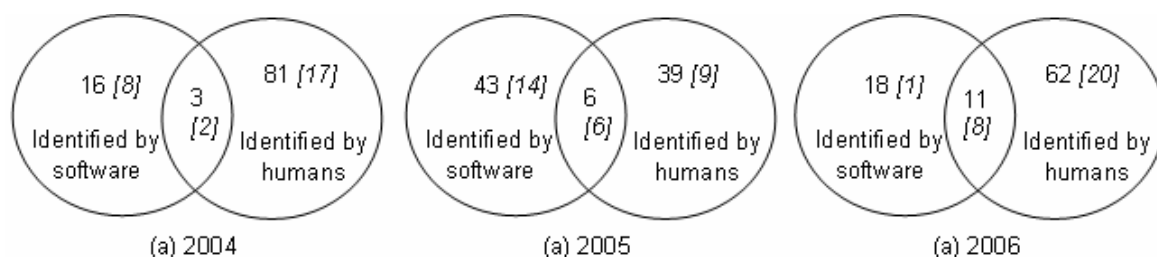 16 [8]
3
[2]
81 [17]
Identified by
software
Identified by
humans
(a) 2004
43 [14]
6
[6]
39 [9]
Identified by
software
Identified by
humans
(a) 2005
18 [1]
11
[8]
62 [20]
Identified by
software
Identified by
humans
(a) 2006